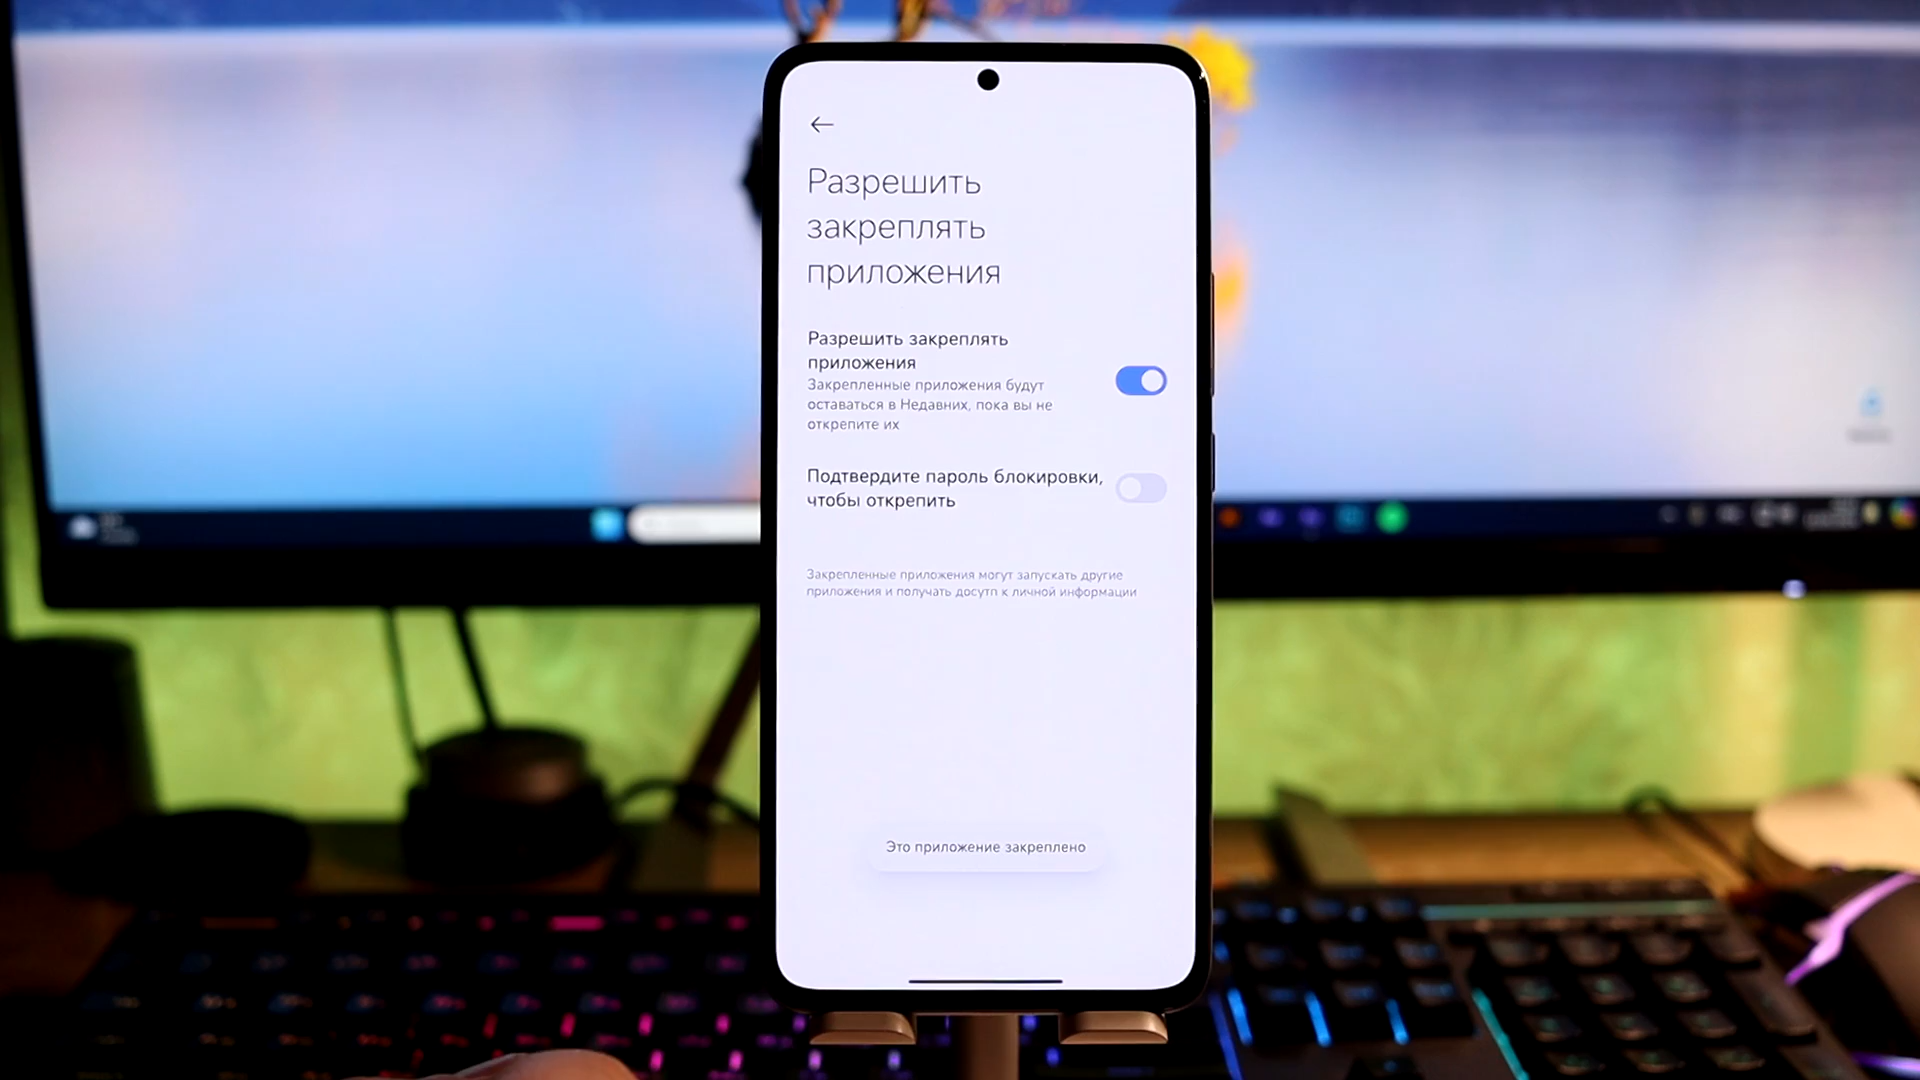 Разрешить
закреплять
приложения
Разрешить закреплять
приложения
Закрепленные приложения будут
оставаться в Недавних, пока вы не
открепите их
Подтвердите пароль блокировки,
чтобы открепить
Закрепленные приложения могут запускать другие
приложения и получать доступ к личной информации
Это приложение закреплено